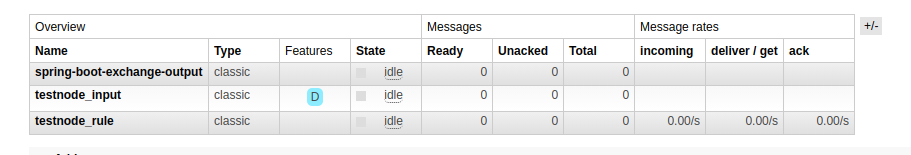 Overview Messages Message rates +/-
Name Type Features State Ready Unacked Total incoming deliver / get ack
spring-boot-exchange-output classic idle 0 0 0
testnode_input classic D idle 0 0 0
testnode_rule classic idle 0 0 0 0.00/s 0.00/s 0.00/s